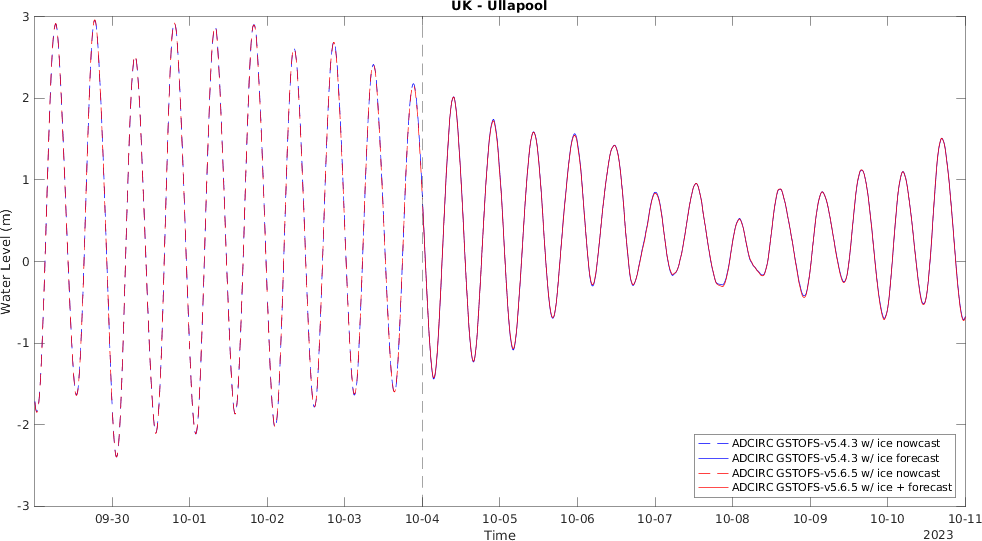 UK - Ullapool
Water Level (m)
3
2
1
0
-1
-2
-3
09-30 10-01 10-02 10-03 10-04 10-05 10-06 10-07 10-08 10-09 10-10 10-11
Time
2023
ADCIRC GSTOFS-v5.4.3 w/ ice nowcast
ADCIRC GSTOFS-v5.4.3 w/ ice forecast
ADCIRC GSTOFS-v5.6.5 w/ ice nowcast
ADCIRC GSTOFS-v5.6.5 w/ ice + forecast